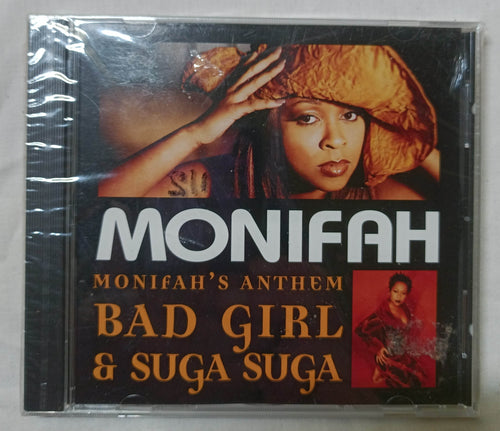 MONIFAH
MONIFAH'S ANTHEM
BAD GIRL
& SUGA SUGA